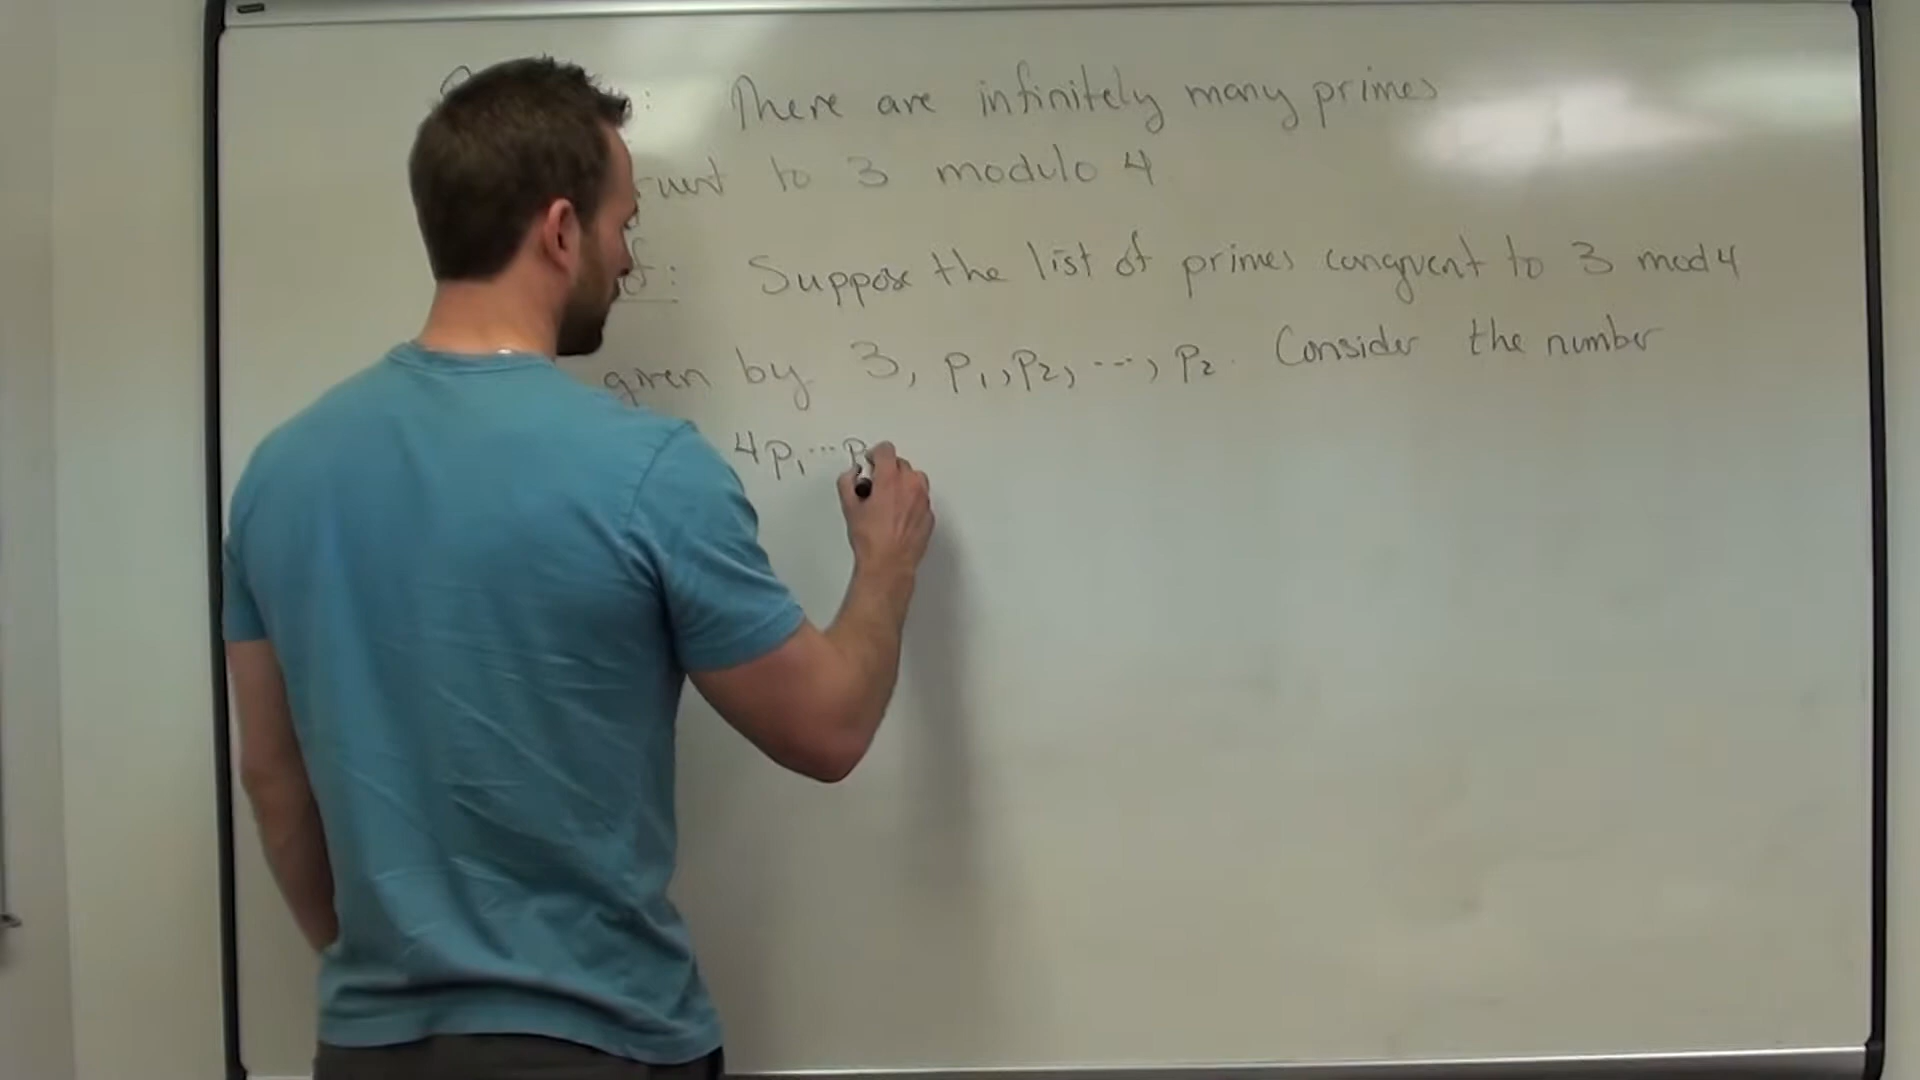 : There are infinitely many primes
to 3 modulo 4
: Suppose the list of primes congruent to 3 mod 4
given by 3, p₁, p₂, ..., p₂. Consider the number
4p₁...p